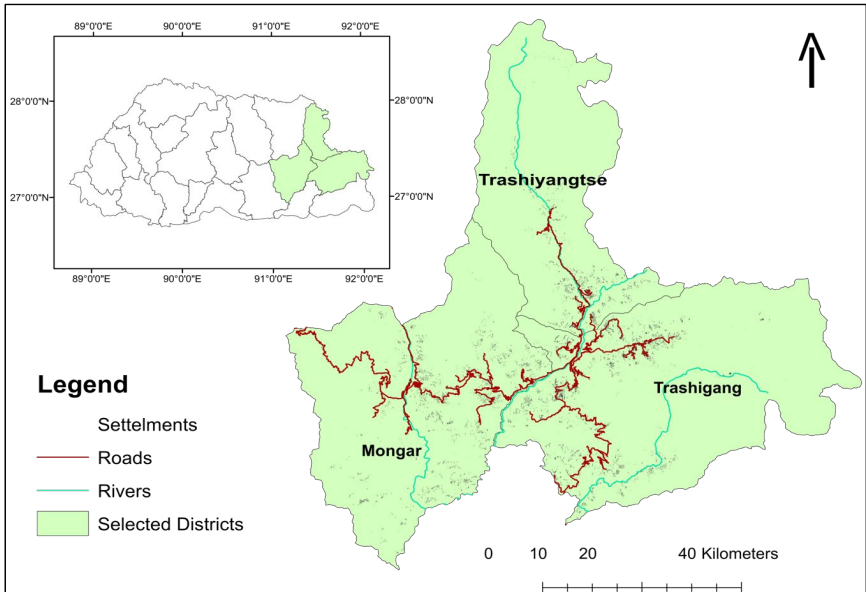 89°0'0"E 90°0'0"E 91°0'0"E 92°0'0"E
28°0'0"N 28°0'0"N
27°0'0"N 27°0'0"N
89°0'0"E 90°0'0"E 91°0'0"E 92°0'0"E
Trashiyangtse
Trashigang
Mongar
Legend
Settelments
Roads
Rivers
Selected Districts
0 10 20 40 Kilometers